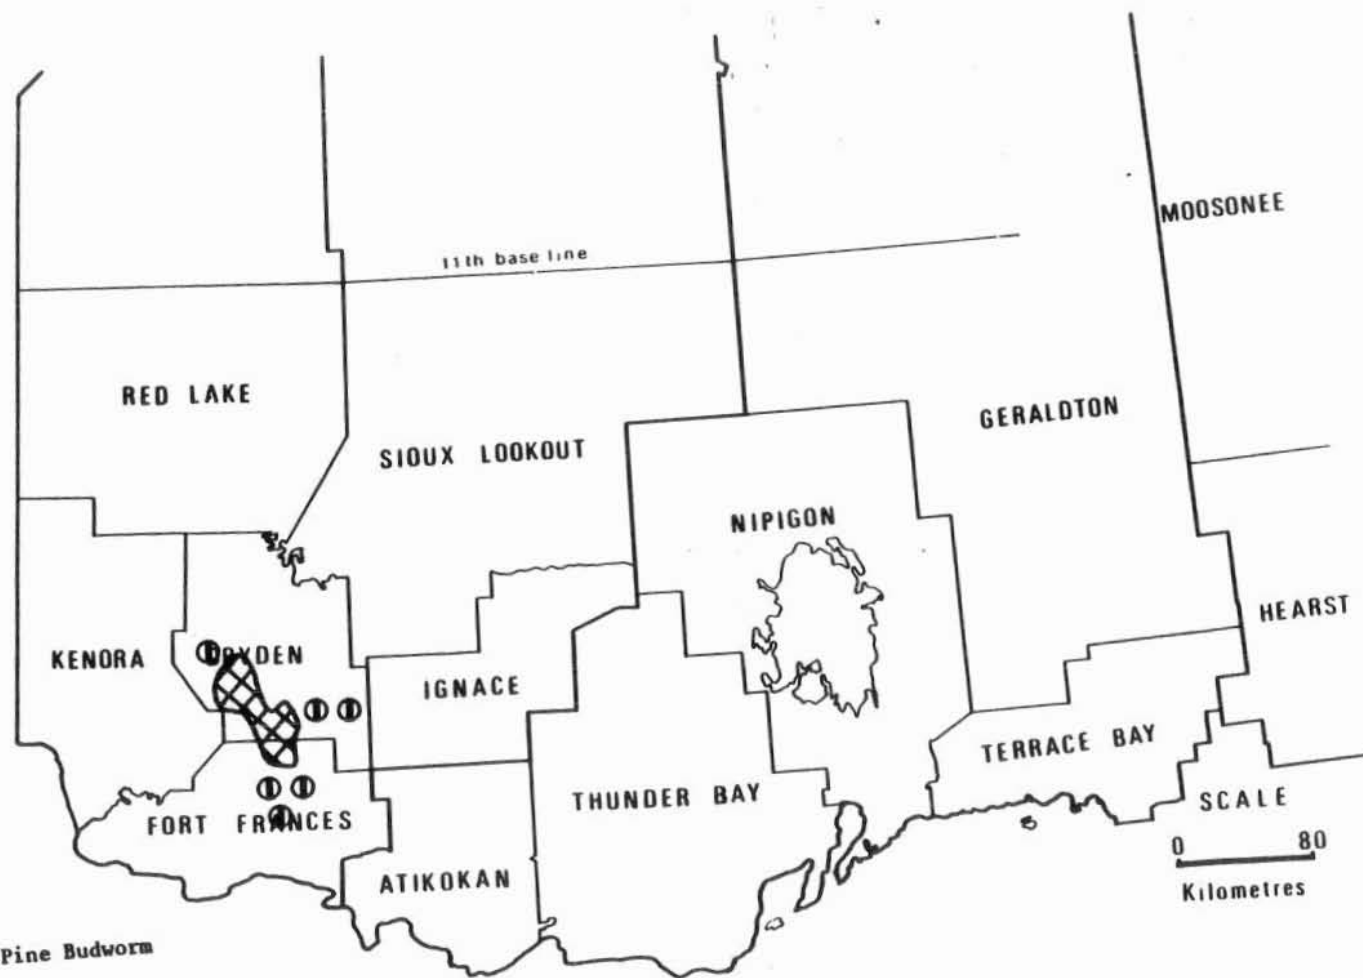 MOOSONEE
11th base line
RED LAKE
GERALDTON
SIOUX LOOKOUT
NIPIGON
HEARST
KENORA
DRYDEN
IGNACE
TERRACE BAY
THUNDER BAY
SCALE
FORT FRANCES
0 80
ATIKOKAN
Kilometres
Pine Budworm